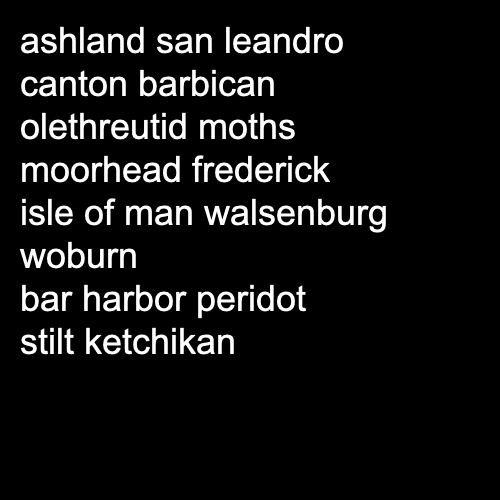 ashland san leandro
canton barbican
olethreutid moths
moorhead frederick
isle of man walsenburg
woburn
bar harbor peridot
stilt ketchikan